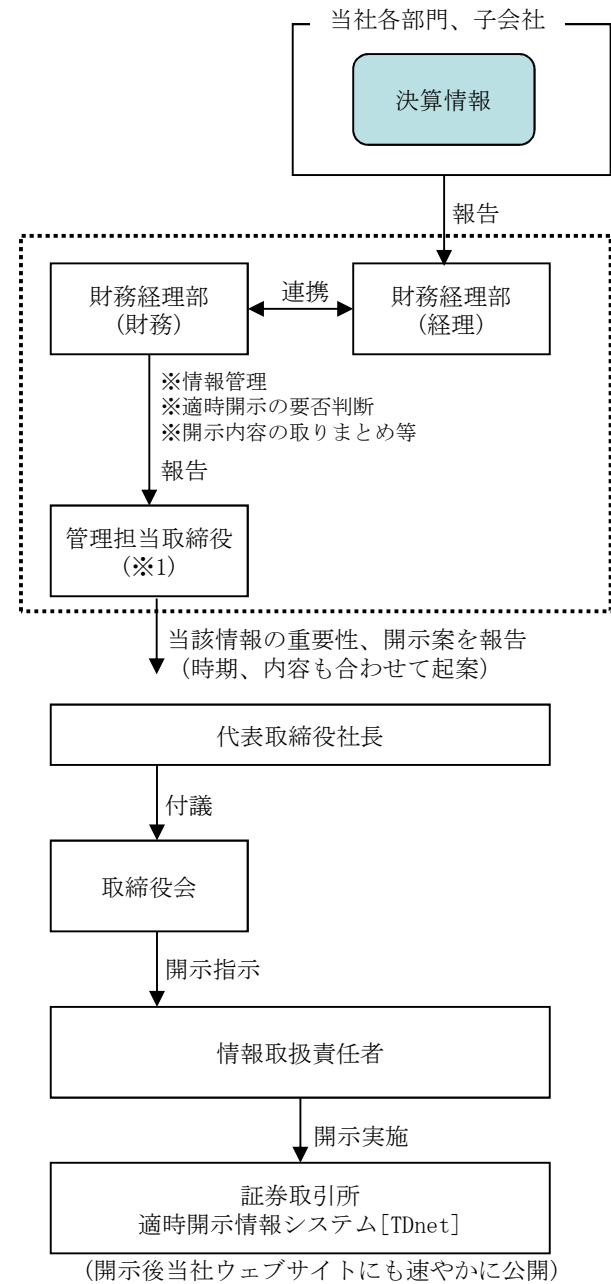 当社各部門、子会社
決算情報
報告
財務経理部
(財務)
連携
財務経理部
(経理)
※情報管理
※適時開示の要否判断
※開示内容の取りまとめ等
報告
管理担当取締役
(※1)
当該情報の重要性、開示案を報告
(時期、内容も合わせて起案)
代表取締役社長
付議
取締役会
開示指示
情報取扱責任者
開示実施
証券取引所
適時開示情報システム[TDnet]
(開示後当社ウェブサイトにも速やかに公開)